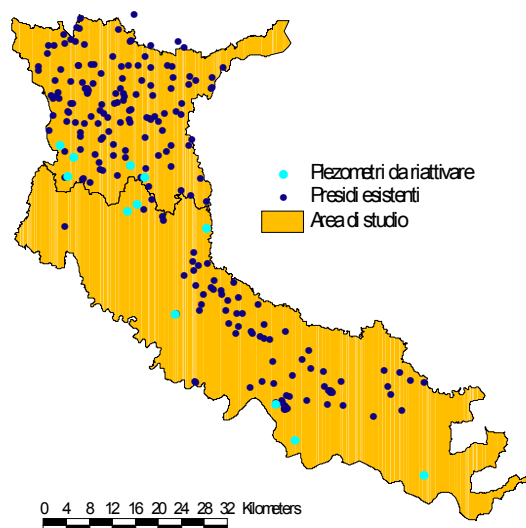 Piezometri da riattivare
Presidi esistenti
Area di studio
0 4 8 12 16 20 24 28 32 Kilometers